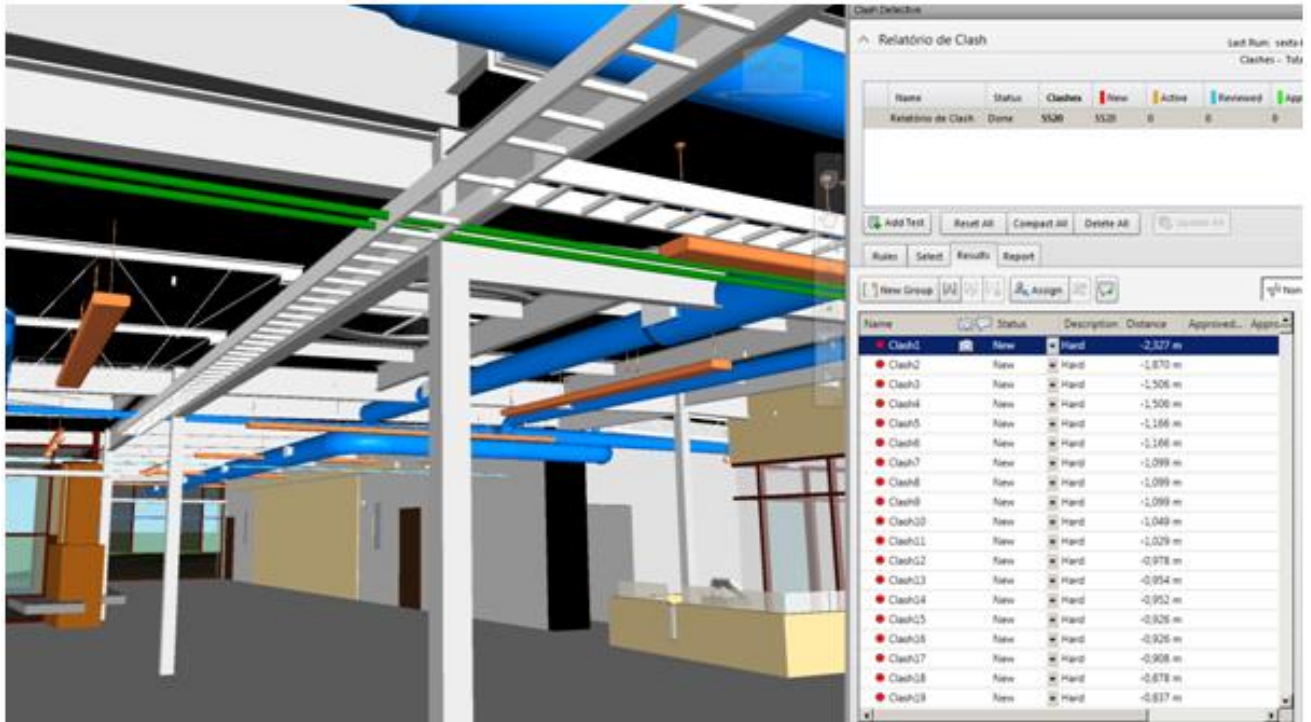 Clash Detective
Relatório de Clash
Last Run: sexta-
Clashes - Tota
Name Status Clashes New Active Reviewed App
Relatório de Clash Done 5520 5520 0 0 0
Add Test Reset All Compact All Delete All Update All
Rules Select Results Report
New Group Assign Non
Name Status Description Distance Approved... Appro
Clash1 New Hard -2,327 m
Clash2 New Hard -1,870 m
Clash3 New Hard -1,506 m
Clash4 New Hard -1,506 m
Clash5 New Hard -1,166 m
Clash6 New Hard -1,166 m
Clash7 New Hard -1,099 m
Clash8 New Hard -1,099 m
Clash9 New Hard -1,099 m
Clash10 New Hard -1,049 m
Clash11 New Hard -1,029 m
Clash12 New Hard -0,978 m
Clash13 New Hard -0,954 m
Clash14 New Hard -0,952 m
Clash15 New Hard -0,926 m
Clash16 New Hard -0,926 m
Clash17 New Hard -0,908 m
Clash18 New Hard -0,878 m
Clash19 New Hard -0,837 m